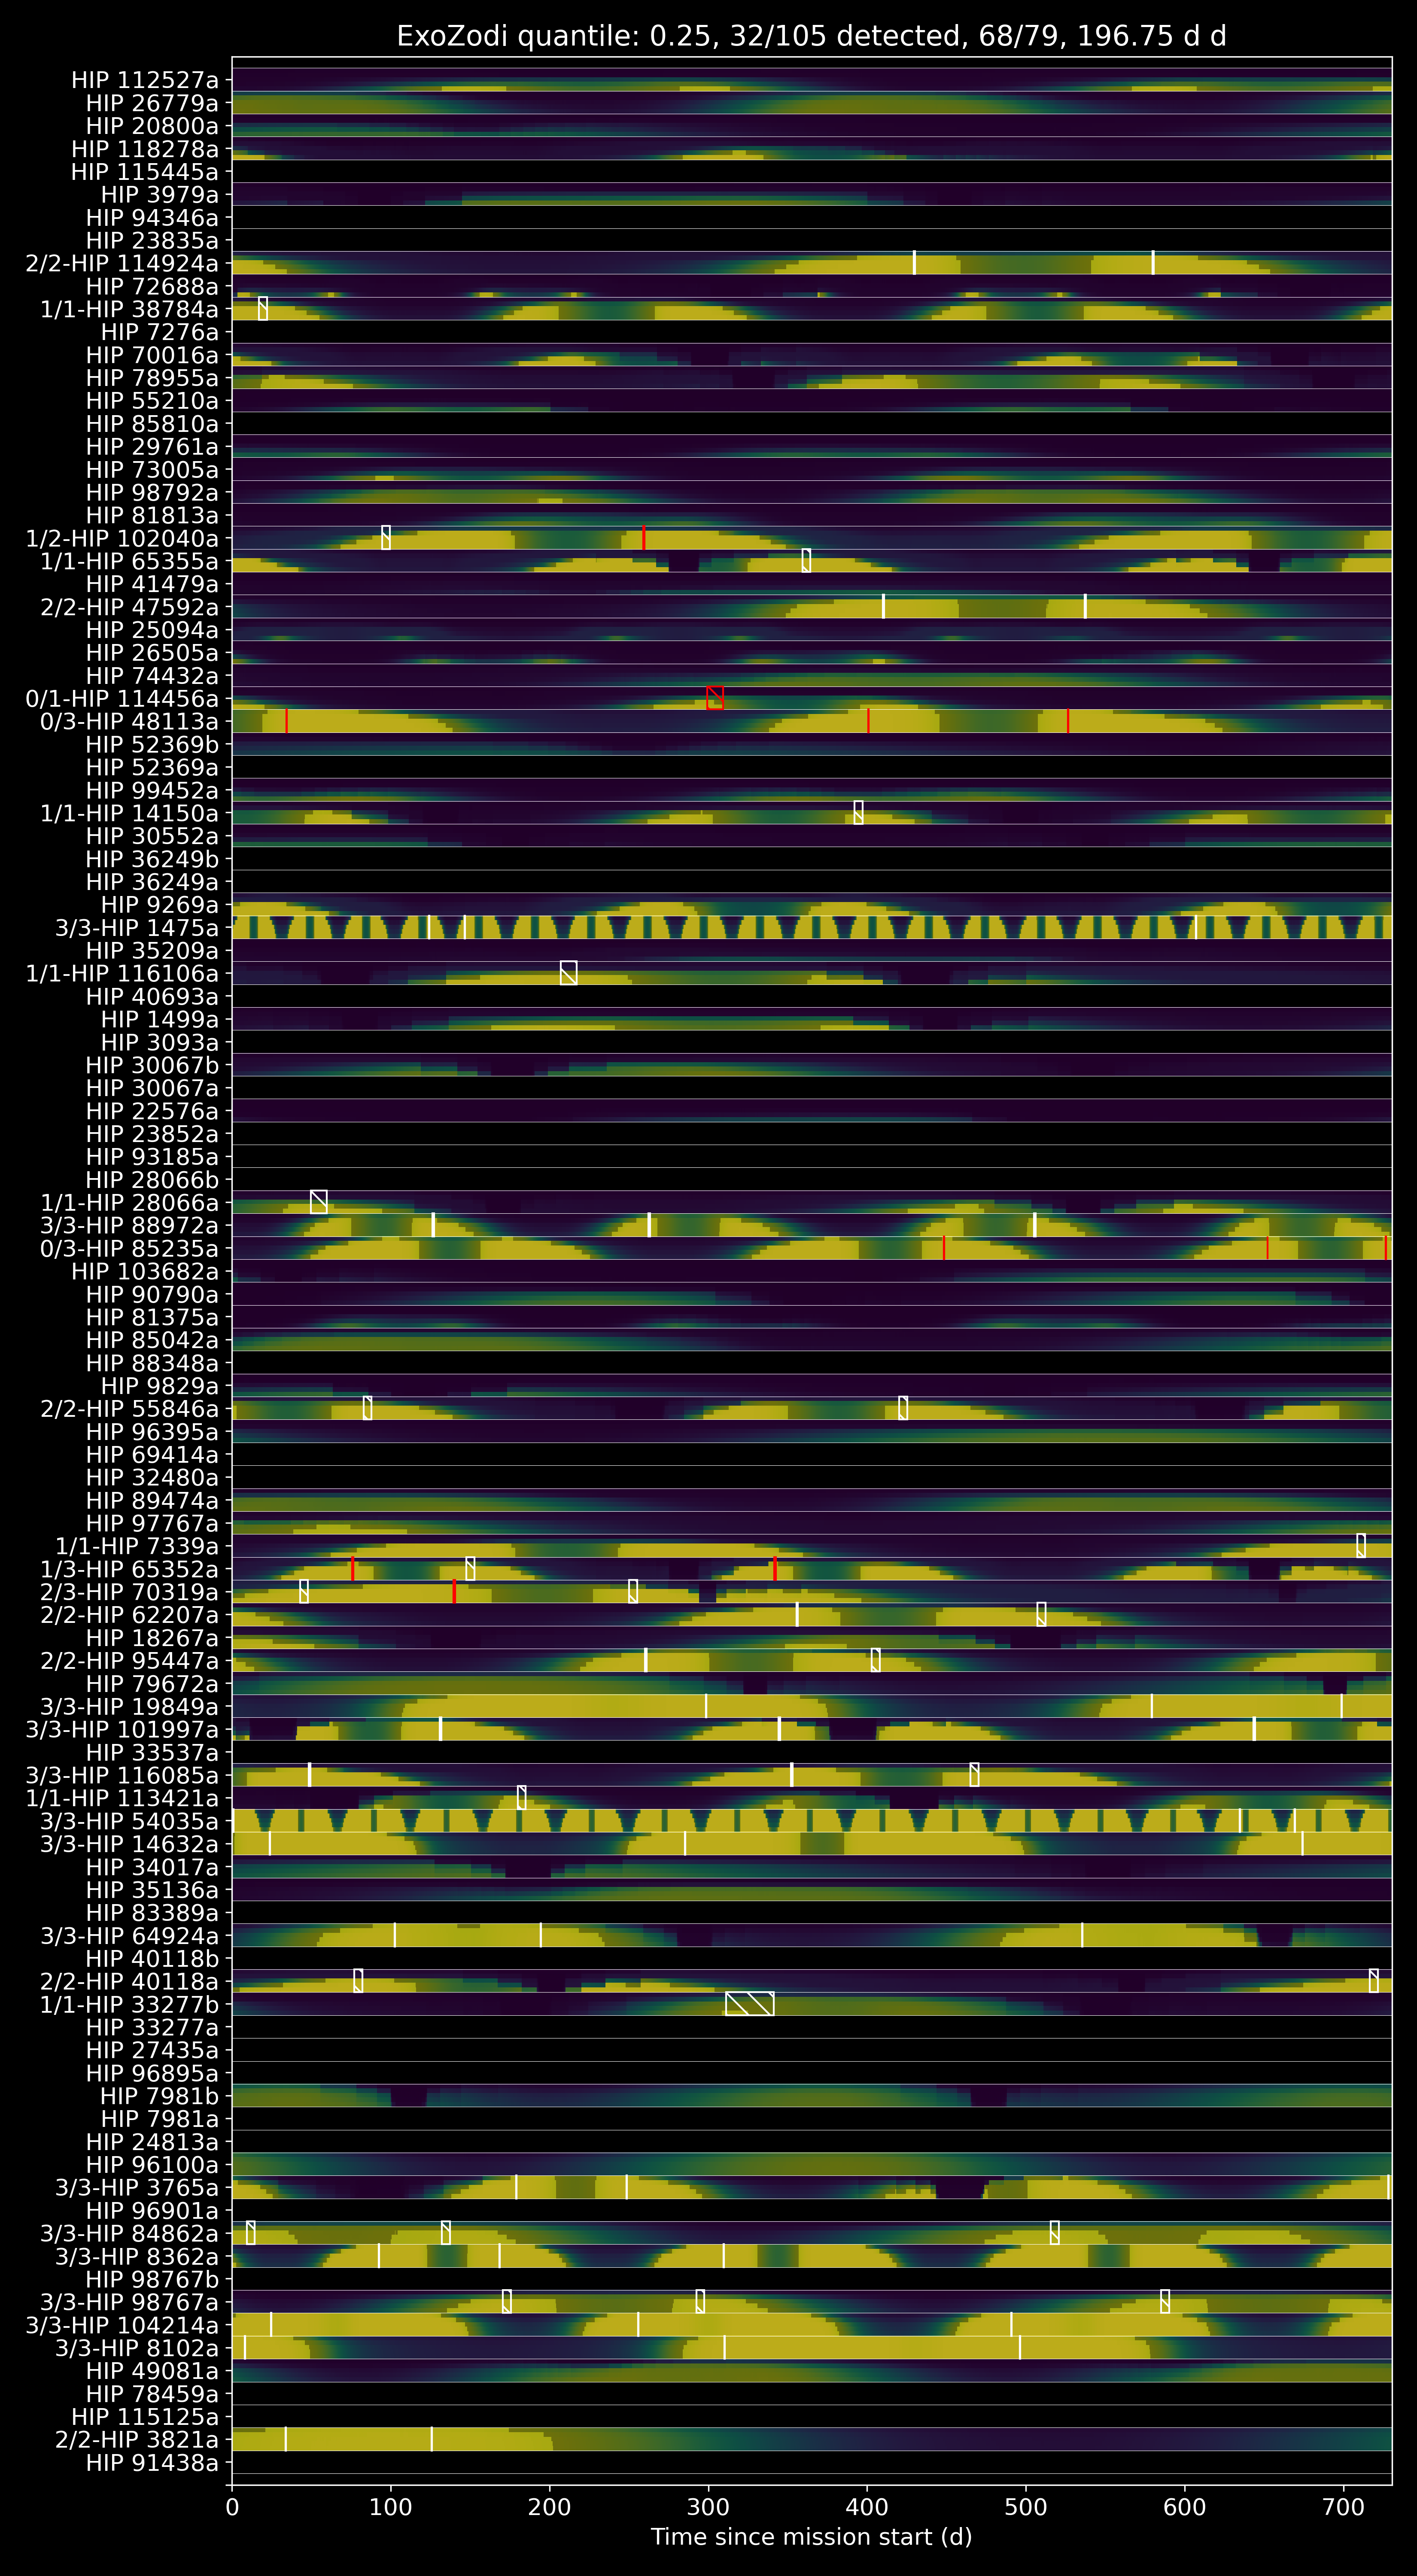 ExoZodi quantile: 0.25, 32/105 detected, 68/79, 196.75 d d
HIP 112527a
HIP 26779a
HIP 20800a
HIP 118278a
HIP 115445a
HIP 3979a
HIP 94346a
HIP 23835a
2/2-HIP 114924a
HIP 72688a
1/1-HIP 38784a
HIP 7276a
HIP 70016a
HIP 78955a
HIP 55210a
HIP 85810a
HIP 29761a
HIP 73005a
HIP 98792a
HIP 81813a
1/2-HIP 102040a
1/1-HIP 65355a
HIP 41479a
2/2-HIP 47592a
HIP 25094a
HIP 26505a
HIP 74432a
0/1-HIP 114456a
0/3-HIP 48113a
HIP 52369b
HIP 52369a
HIP 99452a
1/1-HIP 14150a
HIP 30552a
HIP 36249b
HIP 36249a
HIP 9269a
3/3-HIP 1475a
HIP 35209a
1/1-HIP 116106a
HIP 40693a
HIP 1499a
HIP 3093a
HIP 30067b
HIP 30067a
HIP 22576a
HIP 23852a
HIP 93185a
HIP 28066b
1/1-HIP 28066a
3/3-HIP 88972a
0/3-HIP 85235a
HIP 103682a
HIP 90790a
HIP 81375a
HIP 85042a
HIP 88348a
HIP 9829a
2/2-HIP 55846a
HIP 96395a
HIP 69414a
HIP 32480a
HIP 89474a
HIP 97767a
1/1-HIP 7339a
1/3-HIP 65352a
2/3-HIP 70319a
2/2-HIP 62207a
HIP 18267a
2/2-HIP 95447a
HIP 79672a
3/3-HIP 19849a
3/3-HIP 101997a
HIP 33537a
3/3-HIP 116085a
1/1-HIP 113421a
3/3-HIP 54035a
3/3-HIP 14632a
HIP 34017a
HIP 35136a
HIP 83389a
3/3-HIP 64924a
HIP 40118b
2/2-HIP 40118a
1/1-HIP 33277b
HIP 33277a
HIP 27435a
HIP 96895a
HIP 7981b
HIP 7981a
HIP 24813a
HIP 96100a
3/3-HIP 3765a
HIP 96901a
3/3-HIP 84862a
3/3-HIP 8362a
HIP 98767b
3/3-HIP 98767a
3/3-HIP 104214a
3/3-HIP 8102a
HIP 49081a
HIP 78459a
HIP 115125a
2/2-HIP 3821a
HIP 91438a
0 100 200 300 400 500 600 700
Time since mission start (d)